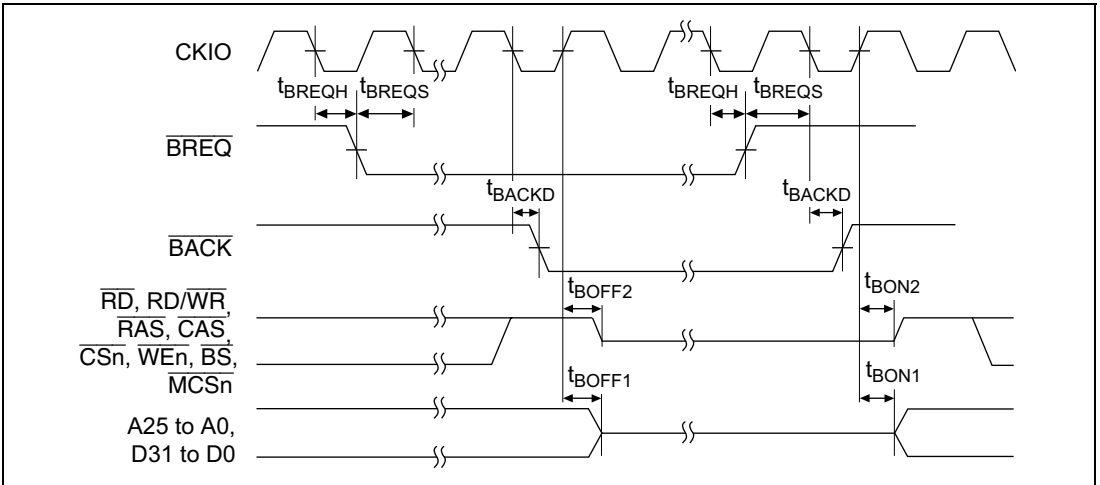 CKIO
tBREQH tBREQS tBREQH tBREQS
BREQ
tBACKD tBACKD
BACK
RD, RD/WR,
RAS, CAS,
CSn, WEn, BS,
MCSn
tBOFF2 tBON2
tBOFF1 tBON1
A25 to A0,
D31 to D0